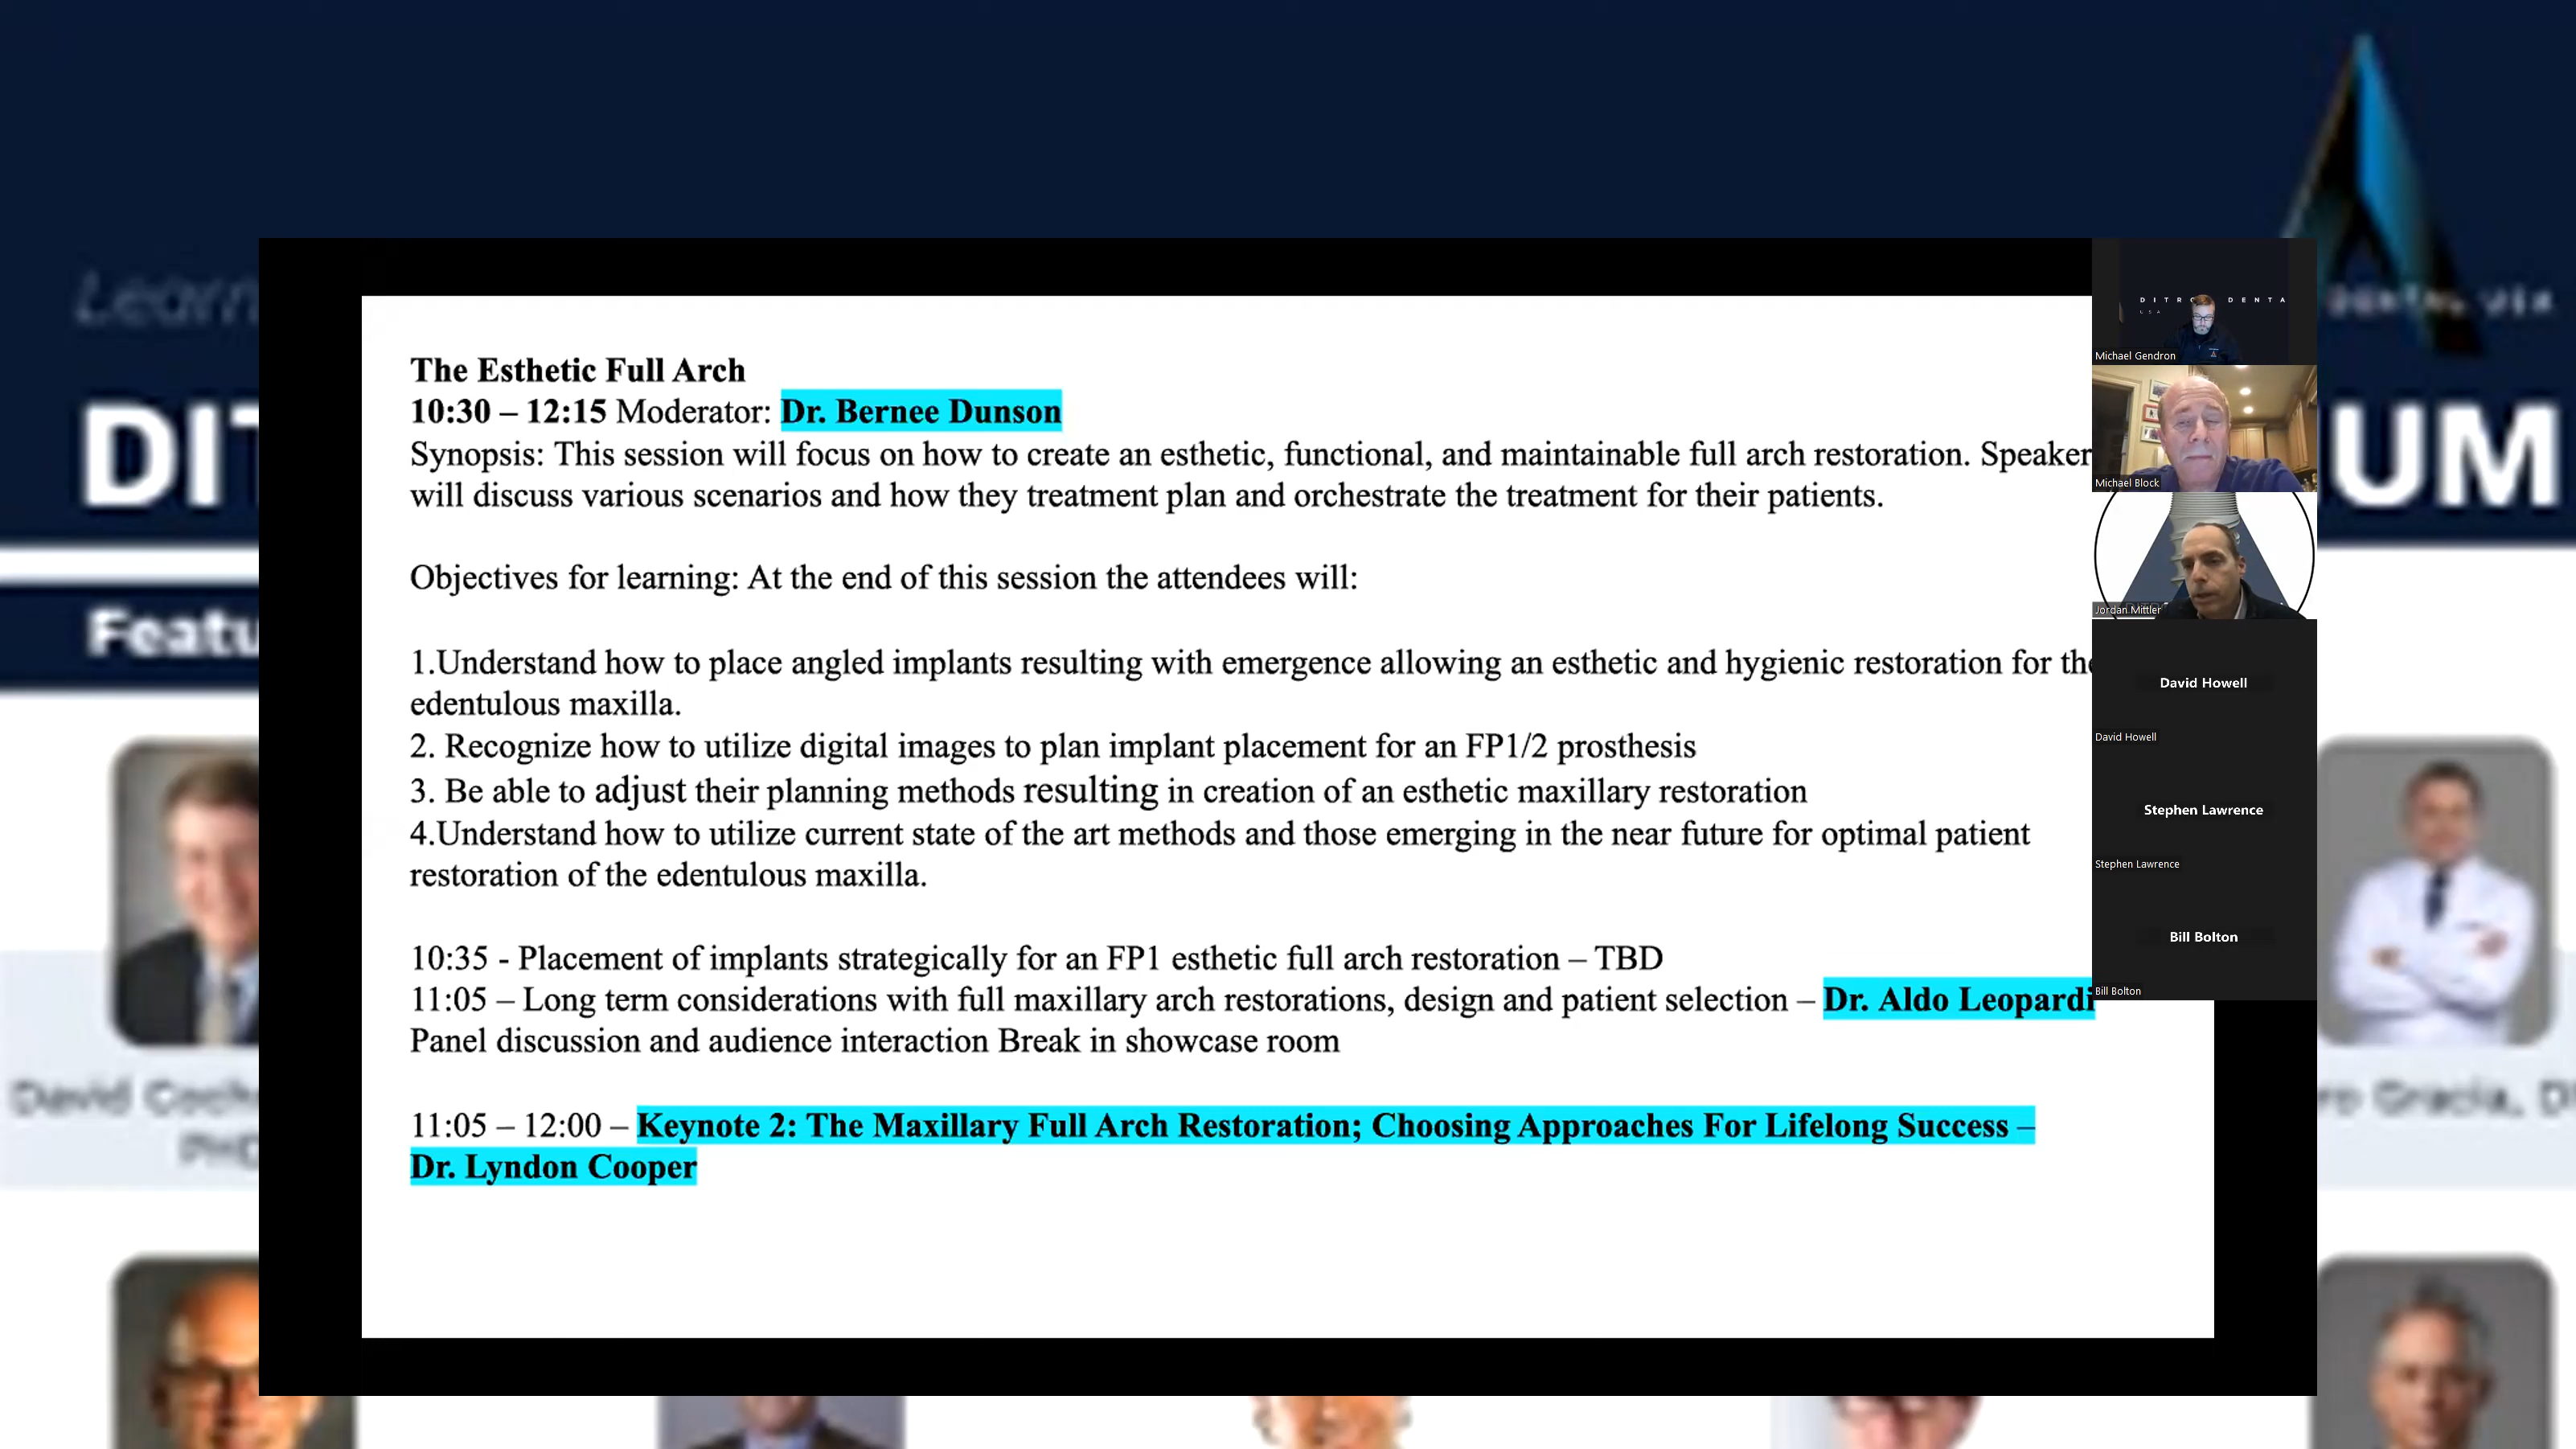 Learn
DIT
UM
Featu
DENTAL USA
The Esthetic Full Arch
10:30 – 12:15 Moderator: Dr. Bernee Dunson
Synopsis: This session will focus on how to create an esthetic, functional, and maintainable full arch restoration. Speaker
will discuss various scenarios and how they treatment plan and orchestrate the treatment for their patients.
Objectives for learning: At the end of this session the attendees will:
1.Understand how to place angled implants resulting with emergence allowing an esthetic and hygienic restoration for the
edentulous maxilla.
2. Recognize how to utilize digital images to plan implant placement for an FP1/2 prosthesis
3. Be able to adjust their planning methods resulting in creation of an esthetic maxillary restoration
4.Understand how to utilize current state of the art methods and those emerging in the near future for optimal patient
restoration of the edentulous maxilla.
10:35 - Placement of implants strategically for an FP1 esthetic full arch restoration – TBD
11:05 – Long term considerations with full maxillary arch restorations, design and patient selection – Dr. Aldo Leopardi
Panel discussion and audience interaction Break in showcase room
11:05 – 12:00 – Keynote 2: The Maxillary Full Arch Restoration; Choosing Approaches For Lifelong Success –
Dr. Lyndon Cooper
Michael Gendron
Michael Block
Jordan Mittler
David Howell
David Howell
Stephen Lawrence
Stephen Lawrence
Bill Bolton
Bill Bolton
David Coch
PHD
ro Gracia, D